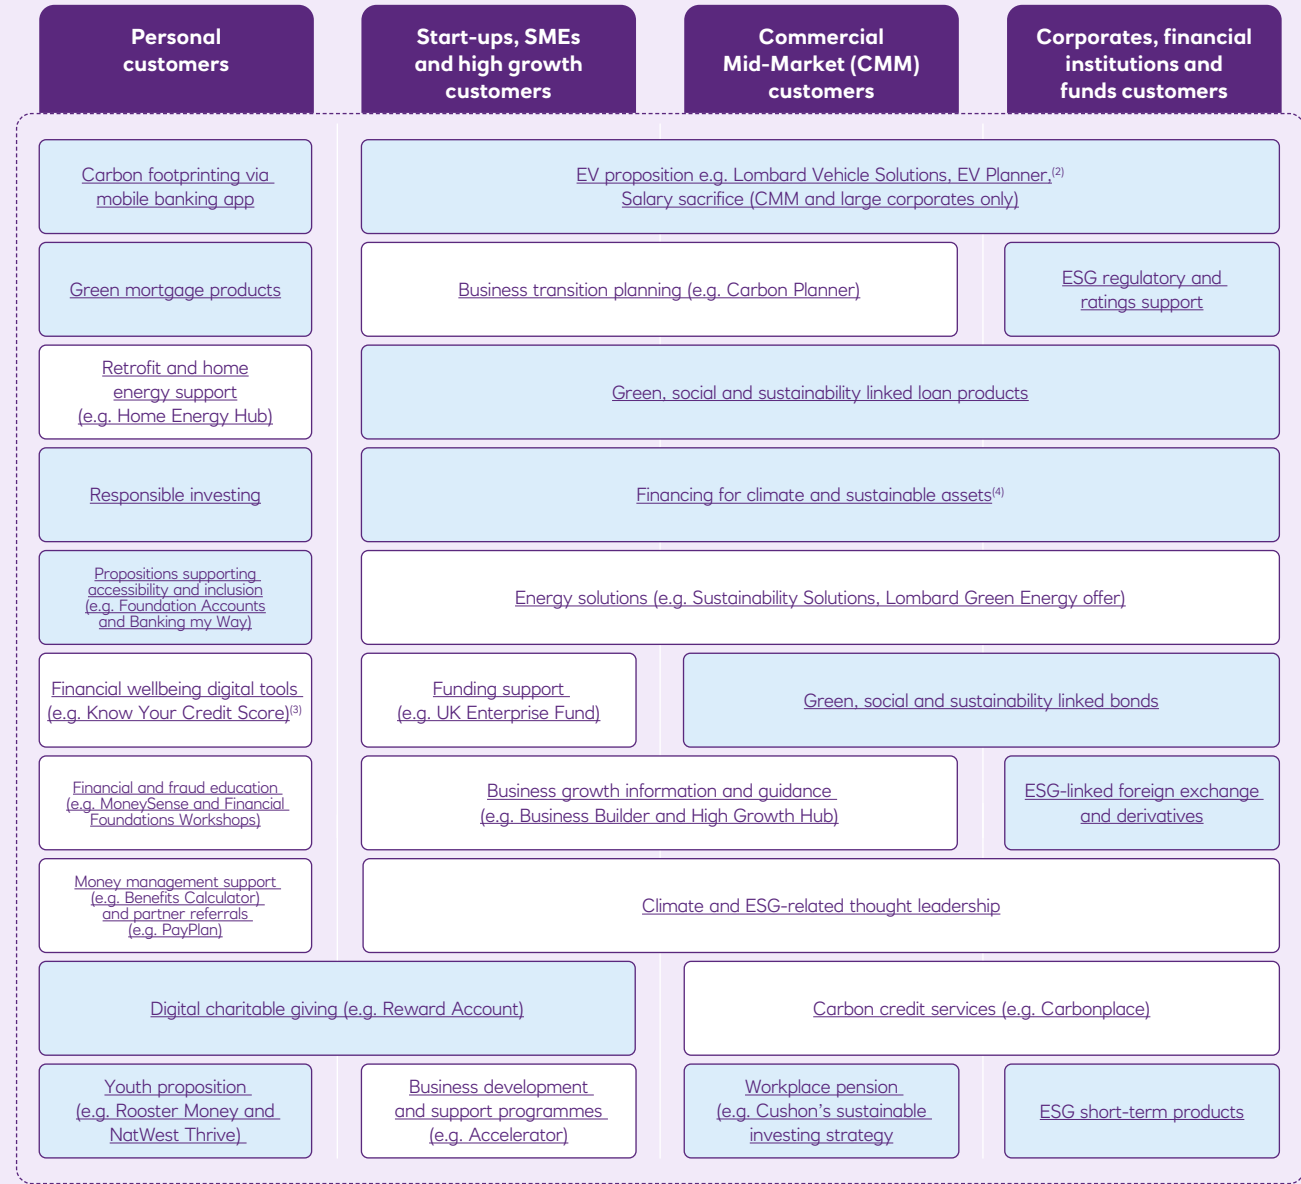 Personal
customers
Start-ups, SMEs
and high growth
customers
Commercial
Mid-Market (CMM)
customers
Corporates, financial
institutions and
funds customers
Carbon footprinting via
mobile banking app
EV proposition e.g. Lombard Vehicle Solutions, EV Planner,(2)
Salary sacrifice (CMM and large corporates only)
Green mortgage products
Business transition planning (e.g. Carbon Planner)
ESG regulatory and
ratings support
Retrofit and home
energy support
(e.g. Home Energy Hub)
Green, social and sustainability linked loan products
Responsible investing
Financing for climate and sustainable assets(4)
Propositions supporting
accessibility and inclusion
(e.g. Foundation Accounts
and Banking my Way)
Energy solutions (e.g. Sustainability Solutions, Lombard Green Energy offer)
Financial wellbeing digital tools
(e.g. Know Your Credit Score)(3)
Funding support
(e.g. UK Enterprise Fund)
Green, social and sustainability linked bonds
Financial and fraud education
(e.g. MoneySense and Financial
Foundations Workshops)
Business growth information and guidance
(e.g. Business Builder and High Growth Hub)
ESG-linked foreign exchange
and derivatives
Money management support
(e.g. Benefits Calculator)
and partner referrals
(e.g. PayPlan)
Climate and ESG-related thought leadership
Digital charitable giving (e.g. Reward Account)
Carbon credit services (e.g. Carbonplace)
Youth proposition
(e.g. Rooster Money and
NatWest Thrive)
Business development
and support programmes
(e.g. Accelerator)
Workplace pension
(e.g. Cushon's sustainable
investing strategy
ESG short-term products